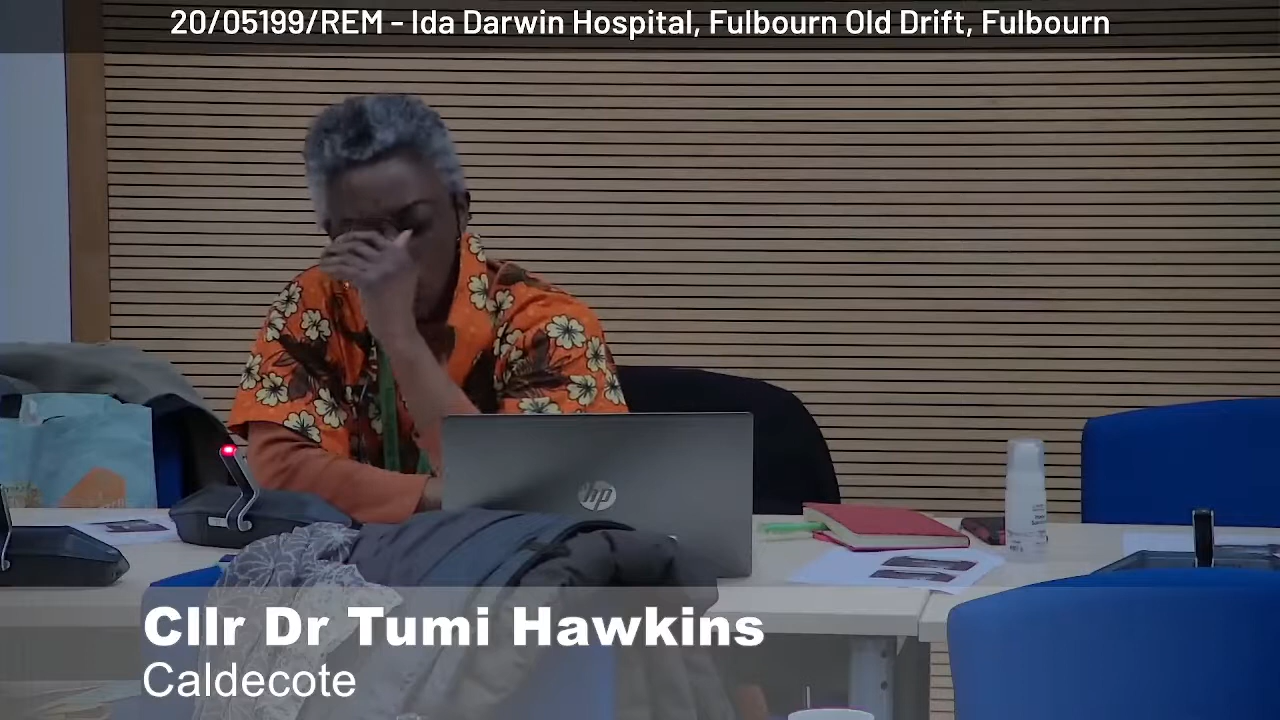 20/05199/REM – Ida Darwin Hospital, Fulbourn Old Drift, Fulbourn
hp
Cllr Dr Tumi Hawkins
Caldecote